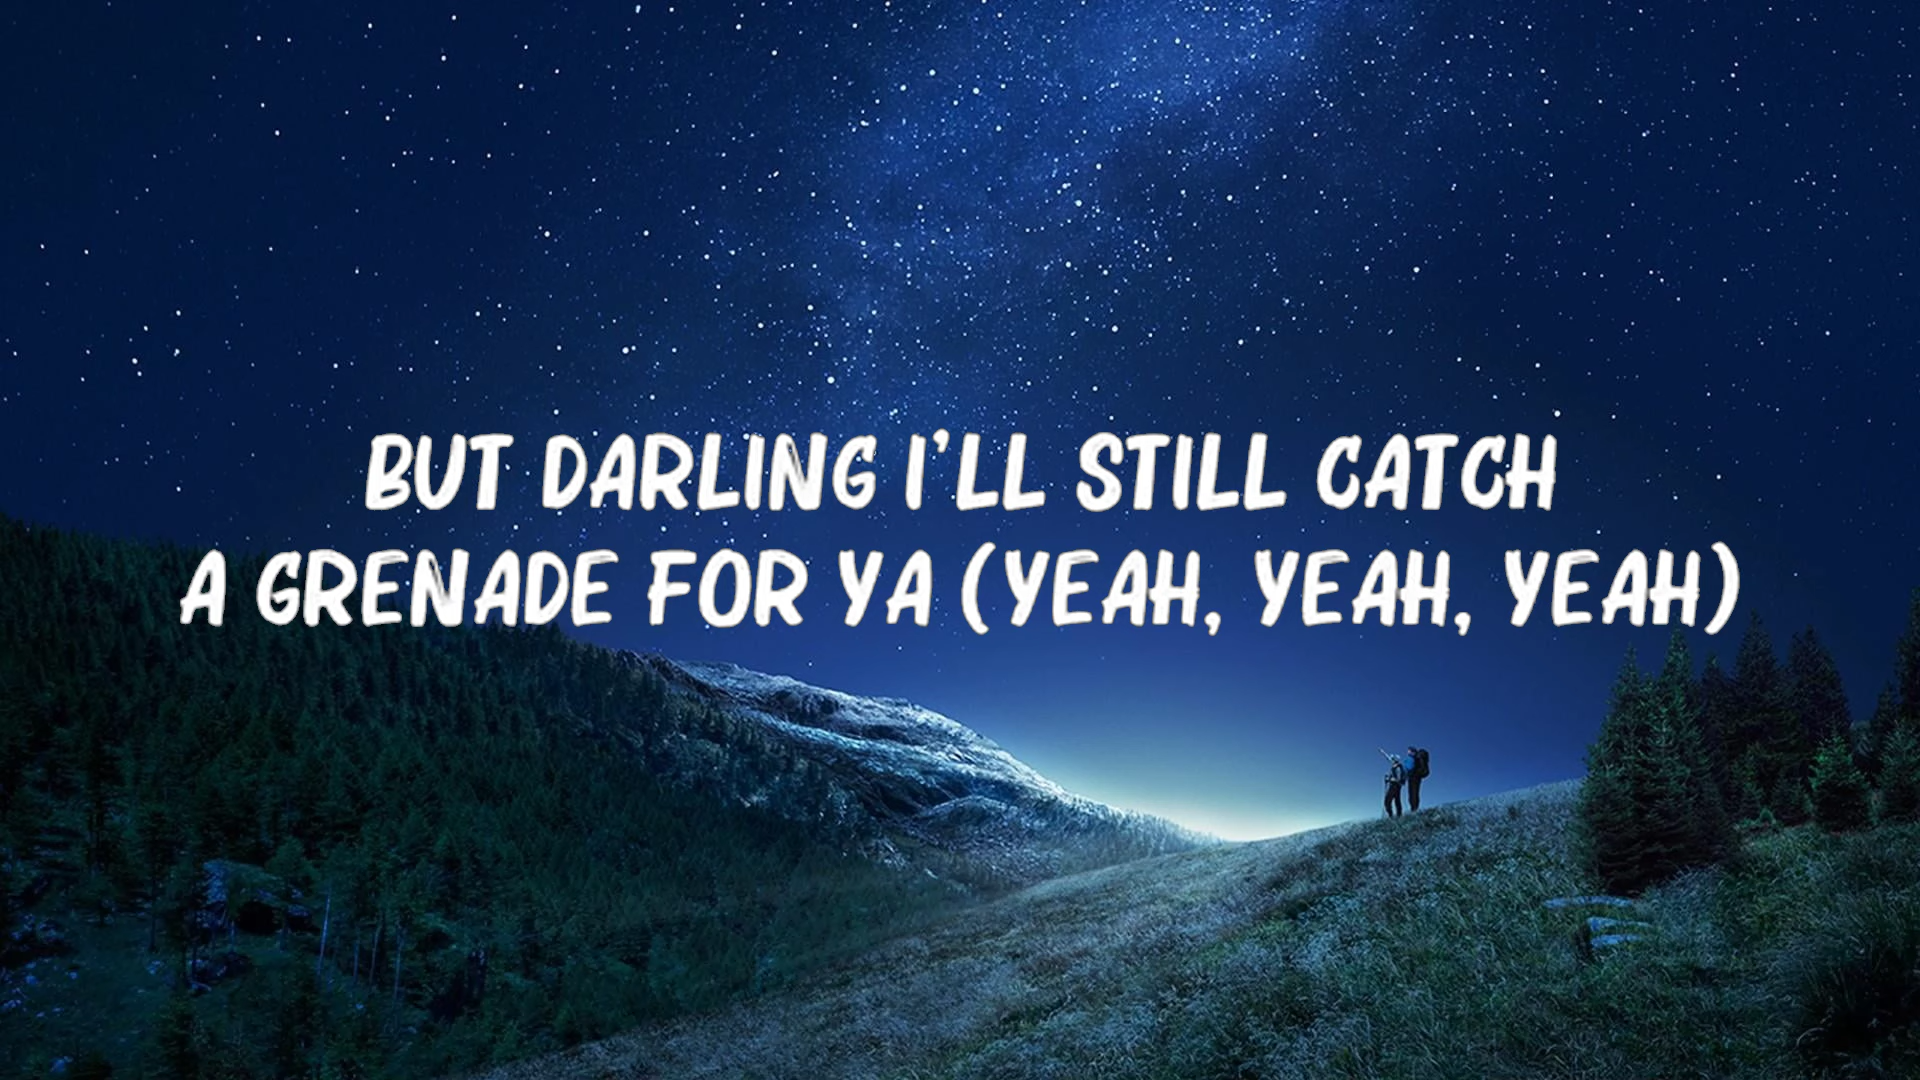 BUT DARLING I'LL STILL CATCH
A GRENADE FOR YA (YEAH, YEAH, YEAH)